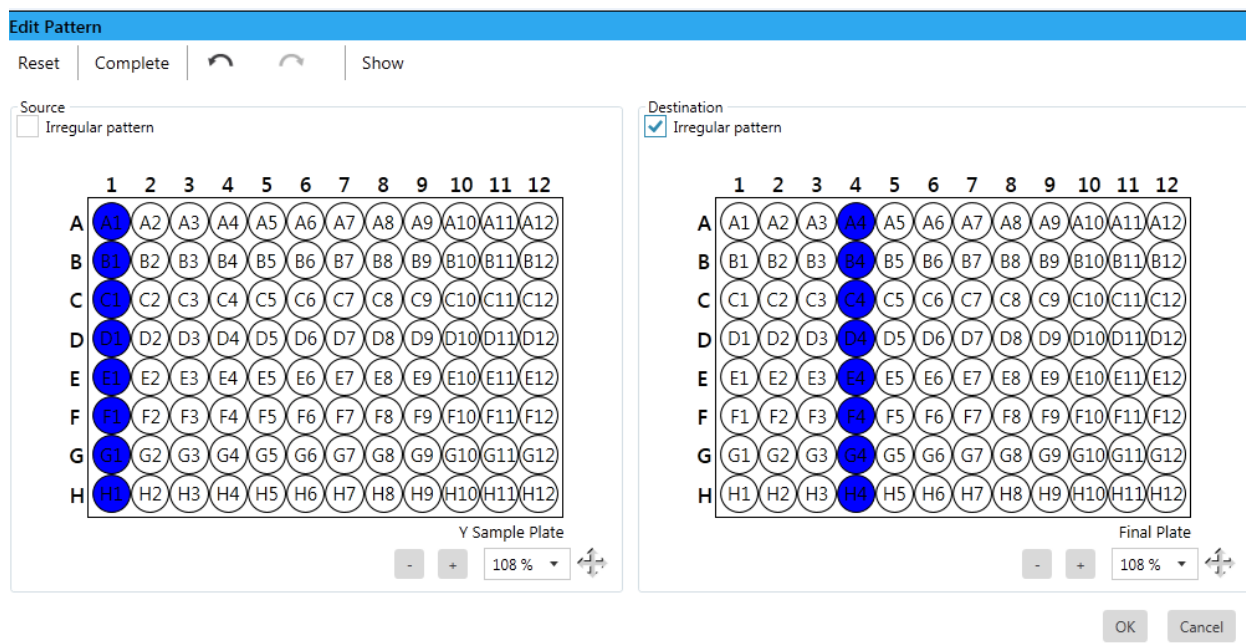 Edit Pattern
Reset Complete Show
Source
Irregular pattern
1 2 3 4 5 6 7 8 9 10 11 12
A A1 A2 A3 A4 A5 A6 A7 A8 A9 A10 A11 A12
B B1 B2 B3 B4 B5 B6 B7 B8 B9 B10 B11 B12
C C1 C2 C3 C4 C5 C6 C7 C8 C9 C10 C11 C12
D D1 D2 D3 D4 D5 D6 D7 D8 D9 D10 D11 D12
E E1 E2 E3 E4 E5 E6 E7 E8 E9 E10 E11 E12
F F1 F2 F3 F4 F5 F6 F7 F8 F9 F10 F11 F12
G G1 G2 G3 G4 G5 G6 G7 G8 G9 G10 G11 G12
H H1 H2 H3 H4 H5 H6 H7 H8 H9 H10 H11 H12
Y Sample Plate
- + 108 %
Destination
Irregular pattern
1 2 3 4 5 6 7 8 9 10 11 12
A A1 A2 A3 A4 A5 A6 A7 A8 A9 A10 A11 A12
B B1 B2 B3 B4 B5 B6 B7 B8 B9 B10 B11 B12
C C1 C2 C3 C4 C5 C6 C7 C8 C9 C10 C11 C12
D D1 D2 D3 D4 D5 D6 D7 D8 D9 D10 D11 D12
E E1 E2 E3 E4 E5 E6 E7 E8 E9 E10 E11 E12
F F1 F2 F3 F4 F5 F6 F7 F8 F9 F10 F11 F12
G G1 G2 G3 G4 G5 G6 G7 G8 G9 G10 G11 G12
H H1 H2 H3 H4 H5 H6 H7 H8 H9 H10 H11 H12
Final Plate
- + 108 %
OK Cancel